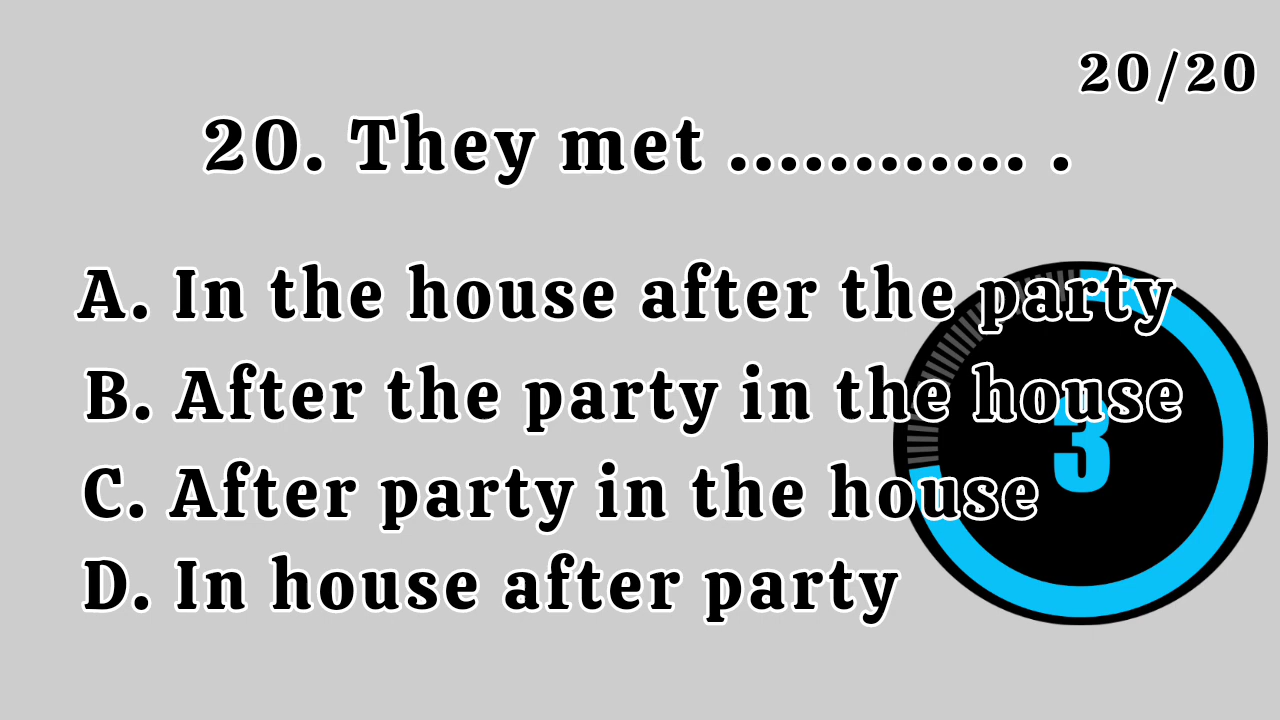 20/20
20. They met ............ .
A. In the house after the party
B. After the party in the house
3
C. After party in the house
D. In house after party